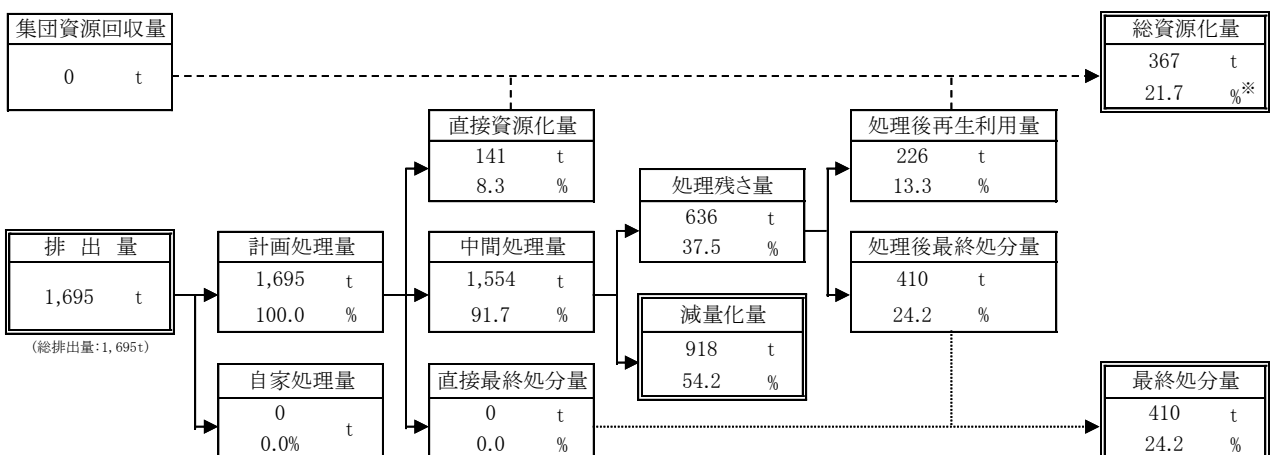 集団資源回収量
0 t
総資源化量
367 t
21.7 %※
直接資源化量
141 t
8.3 %
処理後再生利用量
226 t
13.3 %
処理残さ量
636 t
37.5 %
排 出 量
1,695 t
(総排出量:1,695t)
計画処理量
1,695 t
100.0 %
中間処理量
1,554 t
91.7 %
処理後最終処分量
410 t
24.2 %
減量化量
918 t
54.2 %
自家処理量
0
t
0.0%
直接最終処分量
0 t
0.0 %
最終処分量
410 t
24.2 %